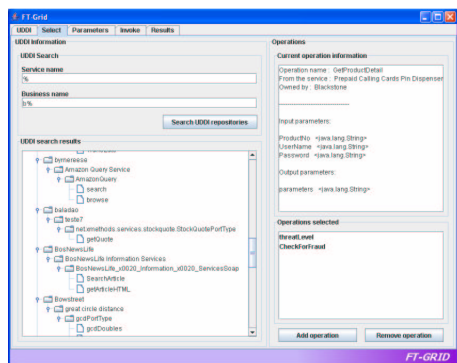 FT-Grid
UDDI Select Parameters Invoke Results
UDDI Information
UDDI Search
Service name
%
Business name
b%
Search UDDI repositories
UDDI search results
bymereese
Amazon Query Service
AmazonQuery
search
browse
baladao
teste7
net.xmethods.services.stockquote.StockQuotePortType
getQuote
BosNewsLife
BosNewsLife Information Services
BosNewsLife_x0020_Information_x0020_ServicesSoap
SearchArticle
getArticleHTML
Bowstreet
great circle distance
gcdPortType
gcdDoubles
Operations
Current operation information
Operation name : GetProductDetail
From the service : Prepaid Calling Cards Pin Dispenser
Owned by : Blackstone
------------------------------
Input parameters:
ProductNo <java.lang.String>
UserName <java.lang.String>
Password <java.lang.String>
Output parameters:
parameters <java.lang.String>
Operations selected
threatLevel
CheckForFraud
Add operation Remove operation
FT-GRID